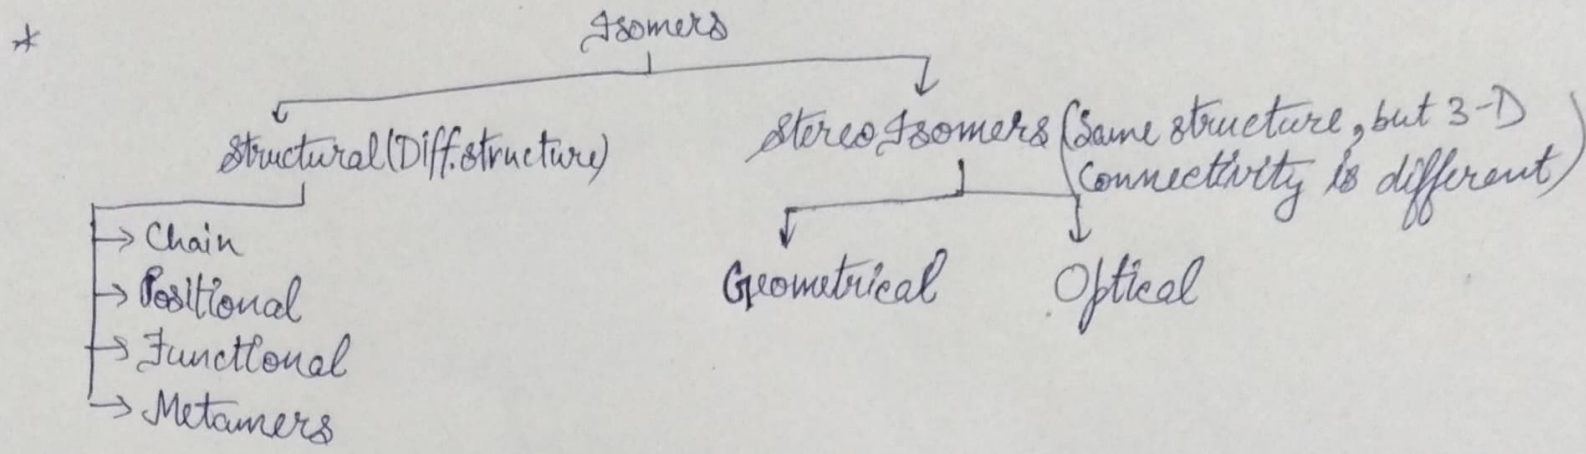 *
Isomers
Structural (Diff. structure)
Stereo Isomers (Same structure, but 3-D
Connectivity is different)
Chain
Positional
Functional
Metamers
Geometrical
Optical